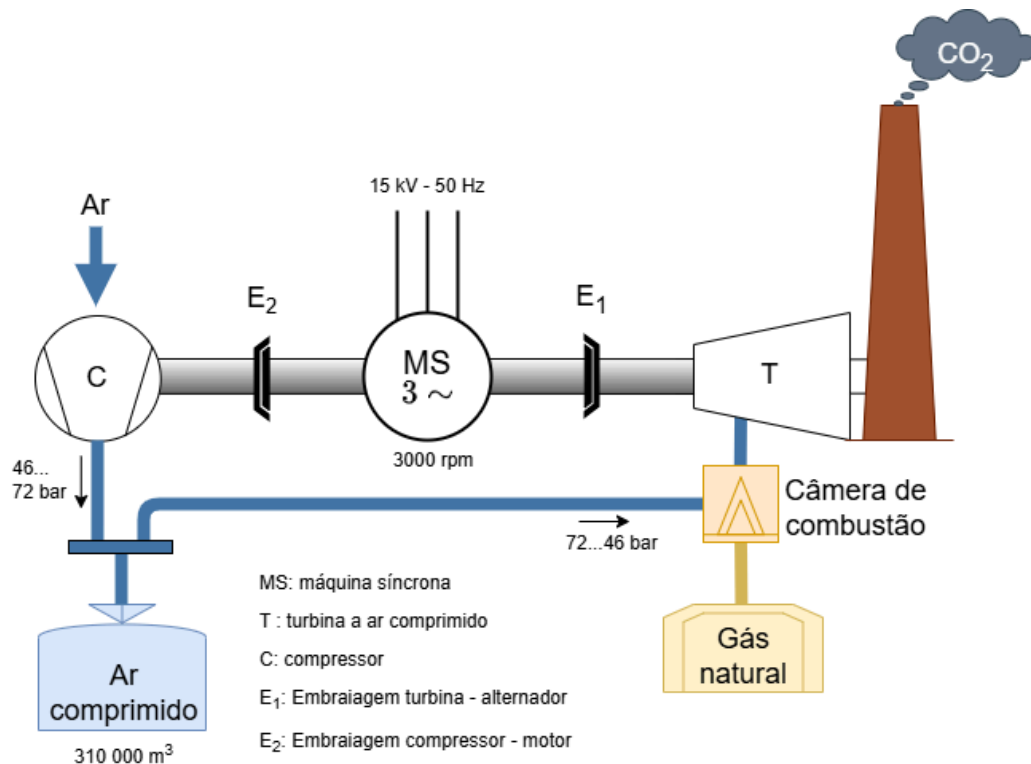 CO₂
15 kV - 50 Hz
Ar
E₂
E₁
C
MS
3 ~
T
3000 rpm
46...
72 bar
Câmera de
combustão
72...46 bar
MS: máquina síncrona
T : turbina a ar comprimido
C: compressor
E₁: Embraiagem turbina - alternador
E₂: Embraiagem compressor - motor
Gás
natural
Ar
comprimido
310 000 m³